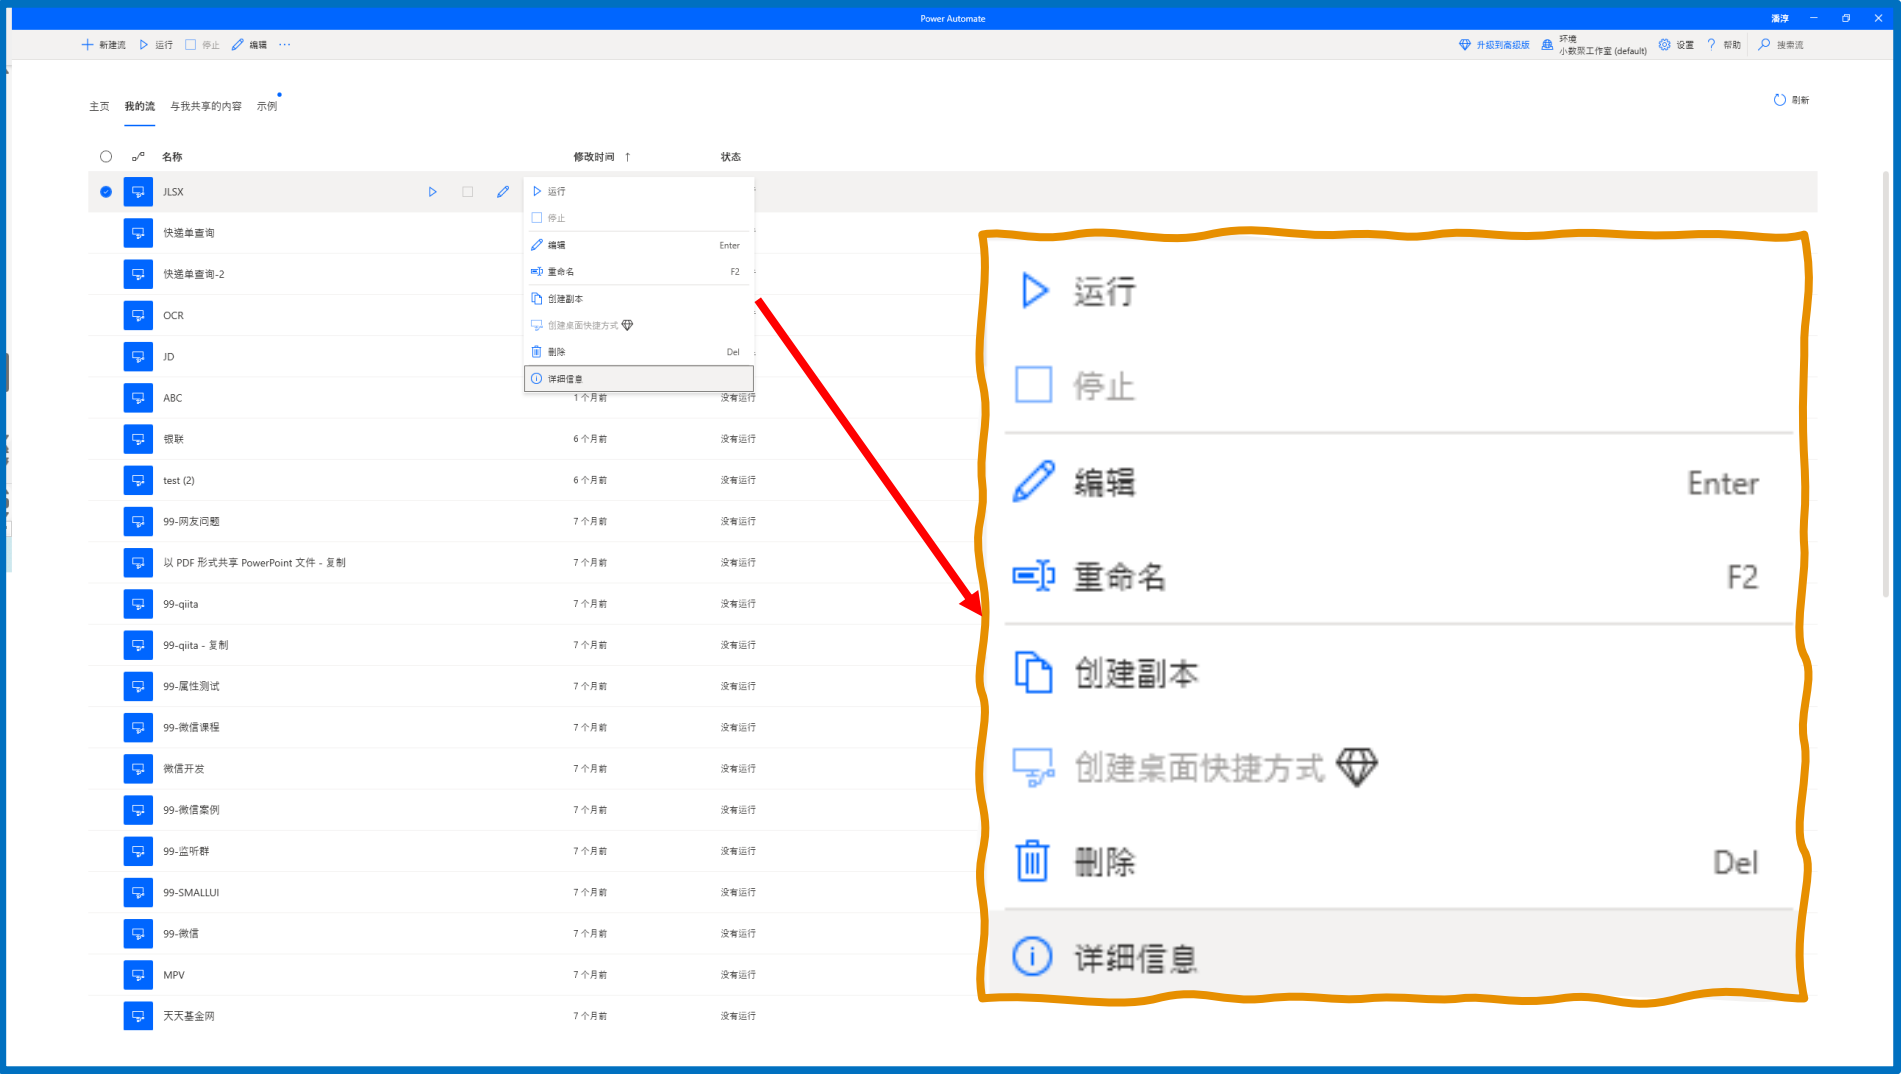 Power Automate
潘淳
新建流 运行 停止 编辑 ···
升级到高级版 环境 小数聚工作室 (default) 设置 ? 帮助 搜索流
主页 我的流 与我共享的内容 示例
刷新
名称 修改时间 ↑ 状态
JLSX
快递单查询
快递单查询-2
OCR
JD
ABC 1 个月前 没有运行
银联 6 个月前 没有运行
test (2) 6 个月前 没有运行
99-网友问题 7 个月前 没有运行
以 PDF 形式共享 PowerPoint 文件 - 复制 7 个月前 没有运行
99-qiita 7 个月前 没有运行
99-qiita - 复制 7 个月前 没有运行
99-属性测试 7 个月前 没有运行
99-微信课程 7 个月前 没有运行
微信开发 7 个月前 没有运行
99-微信案例 7 个月前 没有运行
99-监听群 7 个月前 没有运行
99-SMALLUI 7 个月前 没有运行
99-微信 7 个月前 没有运行
MPV 7 个月前 没有运行
天天基金网 7 个月前 没有运行
运行
停止
编辑 Enter
重命名 F2
创建副本
创建桌面快捷方式
删除 Del
详细信息
运行
停止
编辑 Enter
重命名 F2
创建副本
创建桌面快捷方式
删除 Del
详细信息